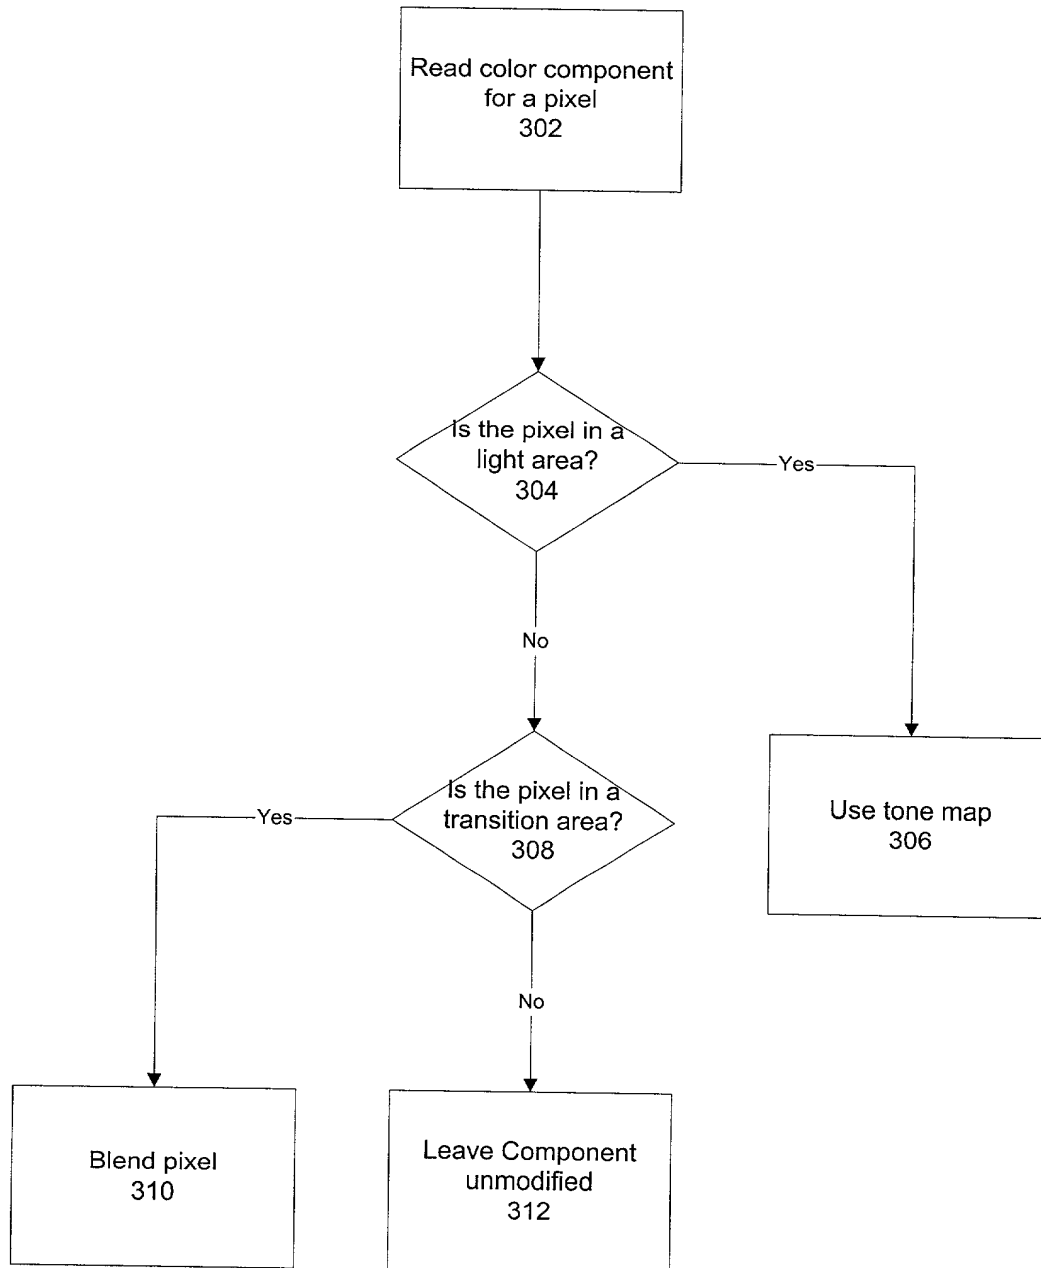 Read color component
for a pixel
302
Is the pixel in a
light area?
304
Yes
No
Is the pixel in a
transition area?
308
Yes
Use tone map
306
No
Blend pixel
310
Leave Component
unmodified
312